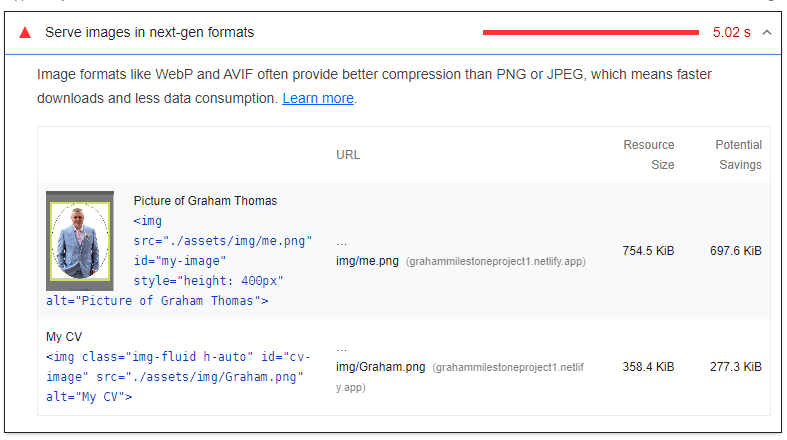 Serve images in next-gen formats 5.02 s
Image formats like WebP and AVIF often provide better compression than PNG or JPEG, which means faster
downloads and less data consumption. Learn more.
URL Resource Size Potential Savings
Picture of Graham Thomas
<img
src="./assets/img/me.png"
id="my-image"
style="height: 400px"
alt="Picture of Graham Thomas">
...
img/me.png (grahammilestoneproject1.netlify.app)
754.5 KiB 697.6 KiB
My CV
<img class="img-fluid h-auto" id="cv-
image" src="./assets/img/Graham.png"
alt="My CV">
...
img/Graham.png (grahammilestoneproject1.netlif
y.app)
358.4 KiB 277.3 KiB